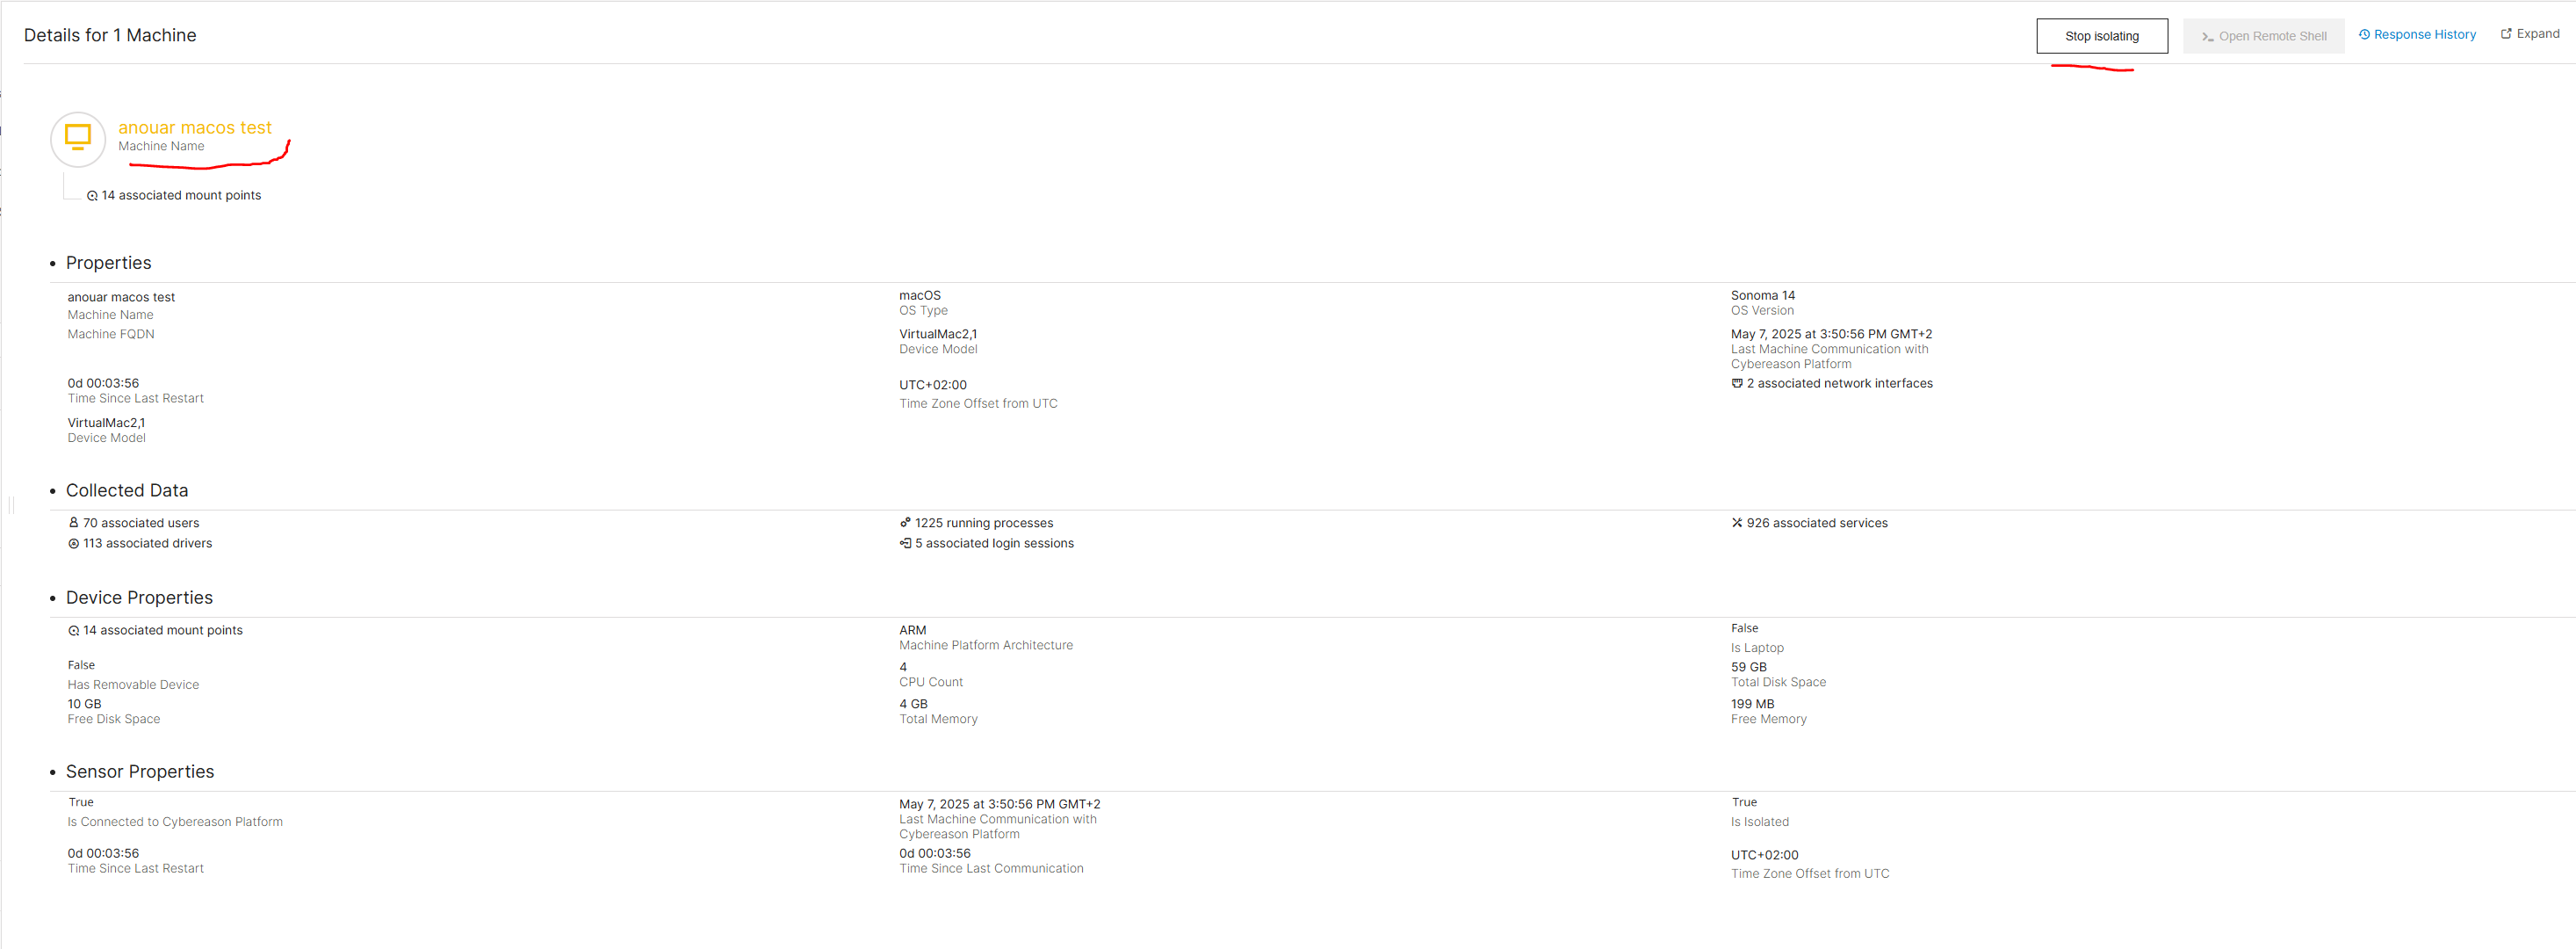 Details for 1 Machine
Stop isolating
Open Remote Shell
Response History
Expand
anouar macos test
Machine Name
14 associated mount points
Properties
anouar macos test
Machine Name
Machine FQDN
macOS
OS Type
Sonoma 14
OS Version
VirtualMac2,1
Device Model
May 7, 2025 at 3:50:56 PM GMT+2
Last Machine Communication with
Cybereason Platform
0d 00:03:56
Time Since Last Restart
UTC+02:00
Time Zone Offset from UTC
2 associated network interfaces
VirtualMac2,1
Device Model
Collected Data
70 associated users
1225 running processes
926 associated services
113 associated drivers
5 associated login sessions
Device Properties
14 associated mount points
ARM
Machine Platform Architecture
False
Is Laptop
False
Has Removable Device
4
CPU Count
59 GB
Total Disk Space
10 GB
Free Disk Space
4 GB
Total Memory
199 MB
Free Memory
Sensor Properties
True
Is Connected to Cybereason Platform
May 7, 2025 at 3:50:56 PM GMT+2
Last Machine Communication with
Cybereason Platform
True
Is Isolated
0d 00:03:56
Time Since Last Restart
0d 00:03:56
Time Since Last Communication
UTC+02:00
Time Zone Offset from UTC